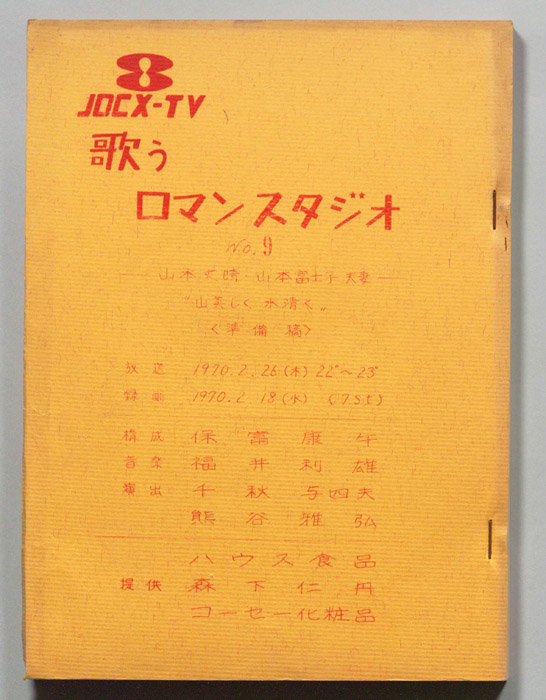 8
JOCX-TV
歌う
ロマンスタジオ
No.9
— 山本丈晴 山本富士子夫妻 —
"山美しく 水清く"
〈準備稿〉
放送 1970.2.26(木) 22°～23°
録画 1970.2 18(水) (7St)
構成 保富康午
音楽 福井利雄
演出 千秋与四夫
熊谷雅弘
ハウス食品
提供 森下仁丹
コーセー化粧品